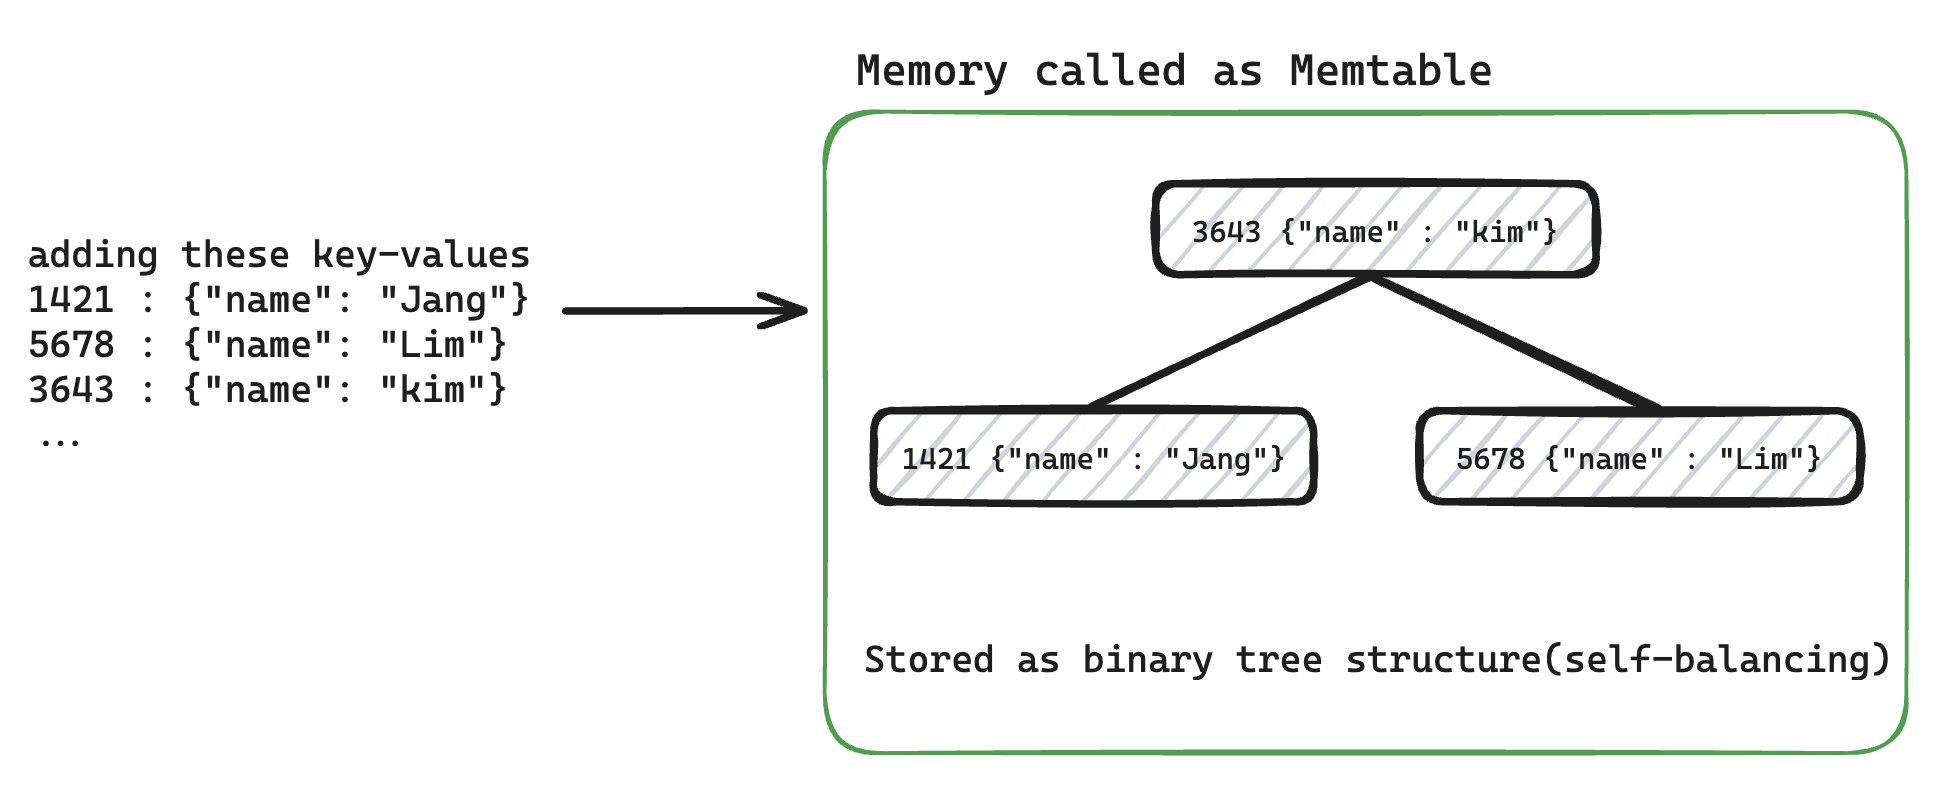 Memory called as Memtable
adding these key-values
1421 : {"name": "Jang"}
5678 : {"name": "Lim"}
3643 : {"name": "kim"}
...
3643 {"name" : "kim"}
1421 {"name" : "Jang"}
5678 {"name" : "Lim"}
Stored as binary tree structure(self-balancing)